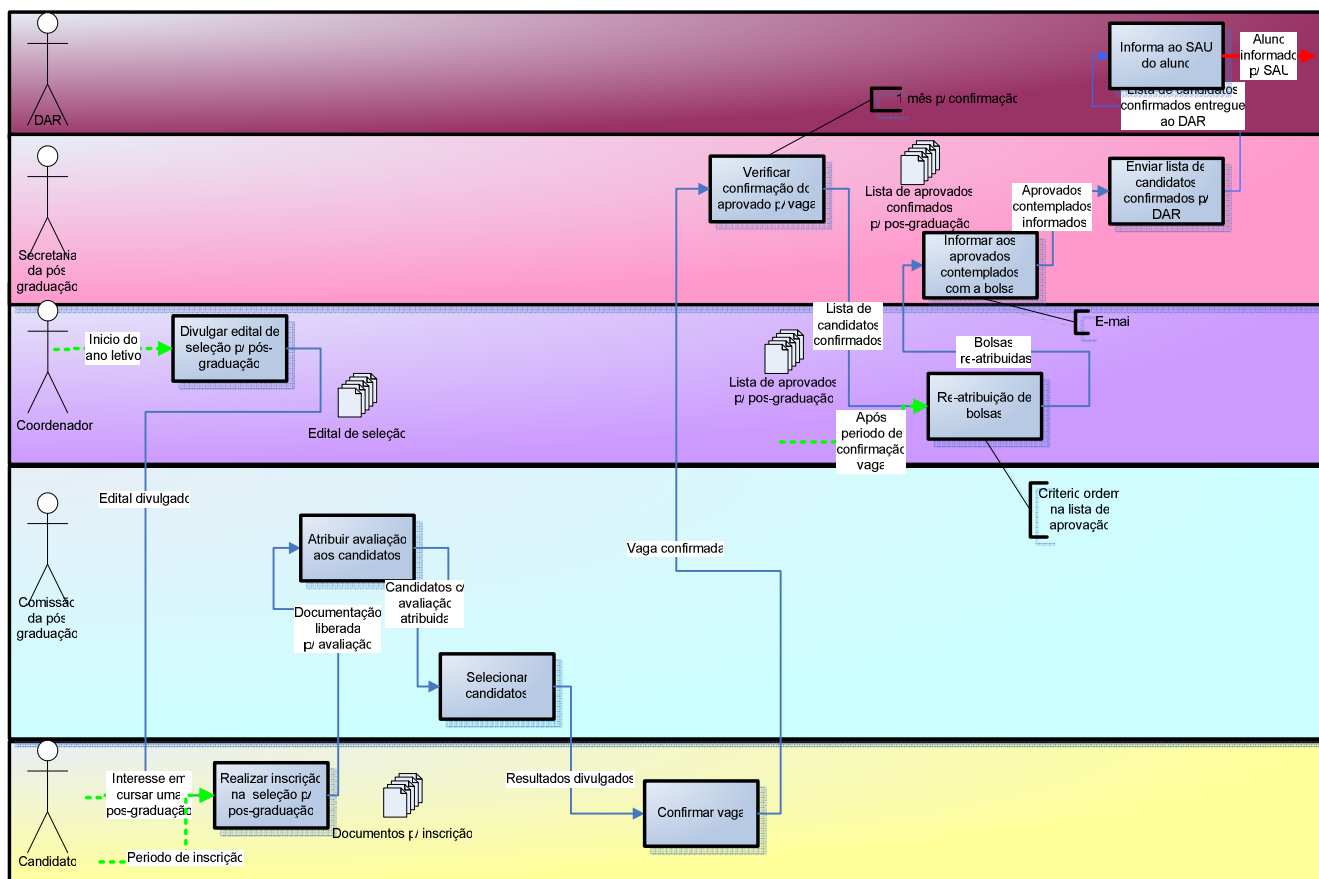 DAR
1 mês p/ confirmação
Informa ao SAU
do aluno
Aluno
informado
p/ SAU
Lista de candidatos
confirmados entregue
ao DAR
Secretaria
da pós
graduação
Verificar
confirmação do
aprovado p/ vaga
Lista de aprovados
confimados
p/ pos-graduação
Informar aos
aprovados
contemplados
com a bolsa
Aprovados
contemplados
informados
Enviar lista de
candidatos
confirmados p/
DAR
Coordenador
Inicio do
ano letivo
Divulgar edital de
seleção p/ pós-
graduação
Edital de seleção
Lista de aprovados
p/ pos-graduação
Lista de
candidatos
confirmados
E-mai
Bolsas
re-atribuidas
Após
periodo de
confirmação
vaga
Re-atribuição de
bolsas
Criterio ordem
na lista de
aprovação
Edital divulgado
Comissão
da pós
graduação
Atribuir avaliação
aos candidatos
Documentação
liberada
p/ avaliação
Candidatos c/
avaliação
atribuida
Selecionar
candidatos
Vaga confirmada
Candidato
Interesse em
cursar uma
pos-graduação
Periodo de inscrição
Realizar inscrição
na seleção p/
pos-graduação
Documentos p/ inscrição
Resultados divulgados
Confirmar vaga